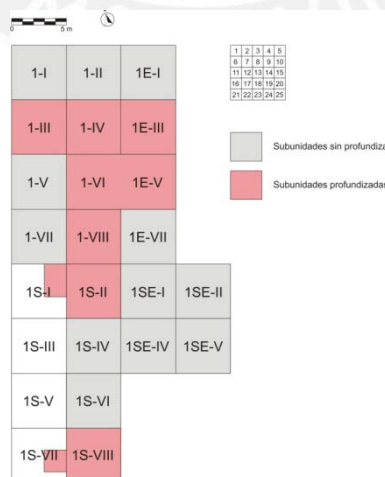 0 5 m
1-I 1-II 1E-I
1-III 1-IV 1E-III
1-V 1-VI 1E-V
1-VII 1-VIII 1E-VII
1S-I 1S-II 1SE-I 1SE-II
1S-III 1S-IV 1SE-IV 1SE-V
1S-V 1S-VI
1S-VII 1S-VIII
1 2 3 4 5
6 7 8 9 10
11 12 13 14 15
16 17 18 19 20
21 22 23 24 25
Subunidades sin profundiza
Subunidades profundizadas